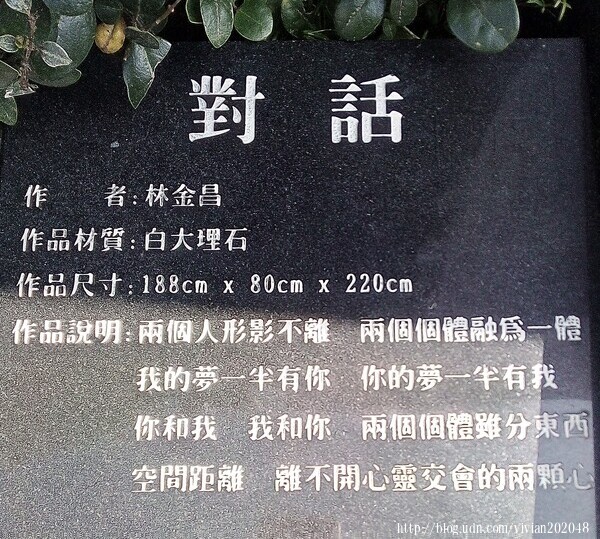 對 話
作 者:林金昌
作品材質:白大理石
作品尺寸:188cm x 80cm x 220cm
作品說明:兩個人形影不離 兩個個體融為一體
我的夢一半有你 你的夢一半有我
你和我 我和你 兩個個體雖分東西
空間距離 離不開心靈交會的兩顆心
http://blog.udn.com/vivian202048